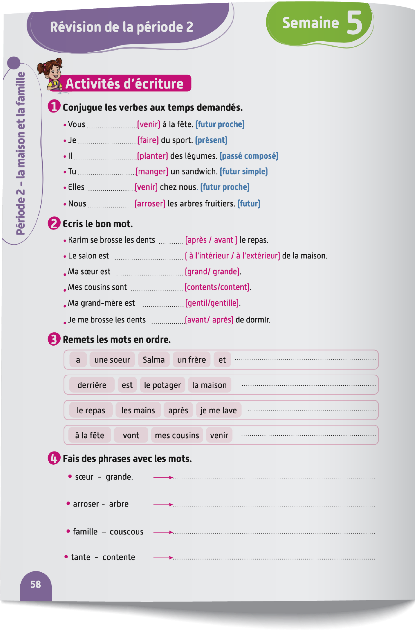 Révision de la période 2
Semaine 5
Période 2 - la maison et la famille
Activités d'écriture
1 Conjugue les verbes aux temps demandés.
• Vous ................ [venir] à la fête. [futur proche]
• Je .................... [faire] du sport. [présent]
• Il .................... [planter] des légumes. [passé composé]
• Tu .................... [manger] un sandwich. [futur simple]
• Elles ................ [venir] chez nous. [futur proche]
• Nous ................ [arroser] les arbres fruitiers. [futur]
2 Ecris le bon mot.
• Karim se brosse les dents .......... [après / avant ] le repas.
• Le salon est .......................... [ à l'intérieur / à l'extérieur] de la maison.
• Ma sœur est ........................ [grand/ grande].
• Mes cousins sont .................... [contents/content].
• Ma grand-mère est ................ [gentil/gentille].
• Je me brosse les dents .............. [avant/ après] de dormir.
3 Remets les mots en ordre.
a une soeur Salma un frère et ................................
derrière est le potager la maison ................................
le repas les mains après je me lave ................................
à la fête vont mes cousins venir ................................
4 Fais des phrases avec les mots.
• sœur - grande. ................................
• arroser - arbre ................................
• famille - couscous ................................
• tante - contente ................................
58